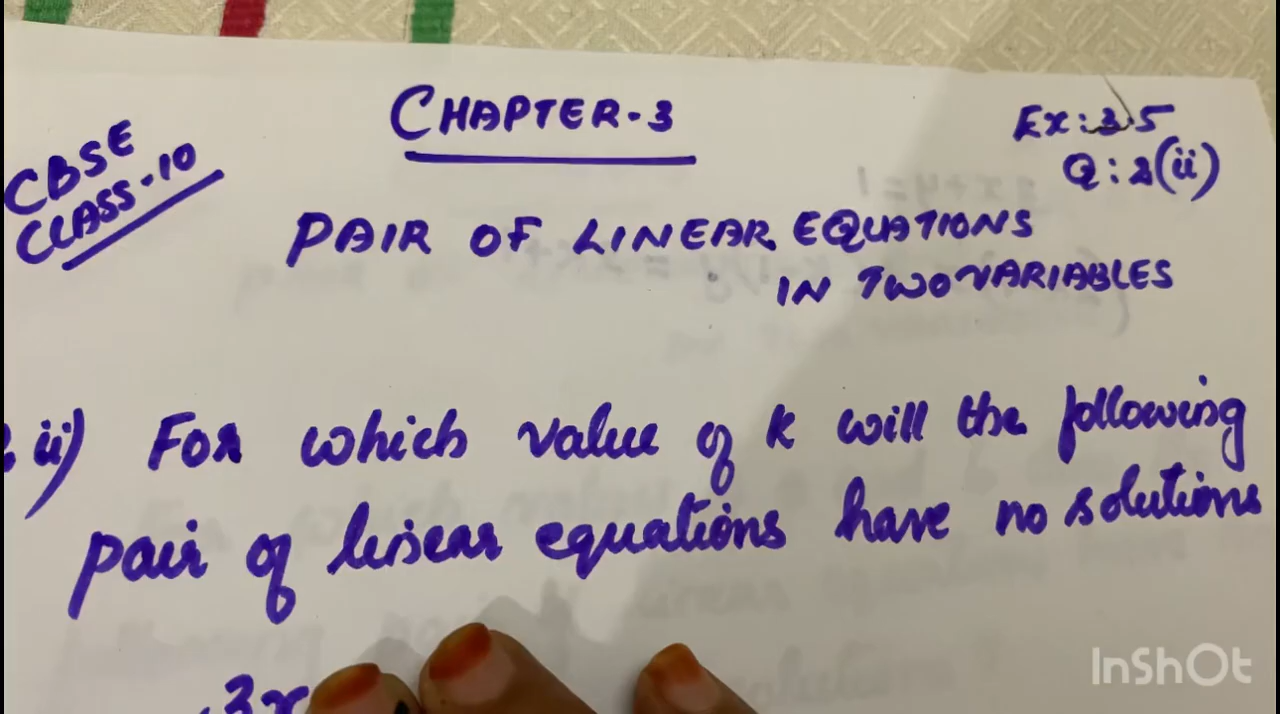 CHAPTER-3
Ex: 3.5
Q: 2(ii)
CBSE
CLASS-10
PAIR OF LINEAR EQUATIONS
IN TWO VARIABLES
ii) For which value of k will the following
pair of linear equations have no solutions
3x
InShOt